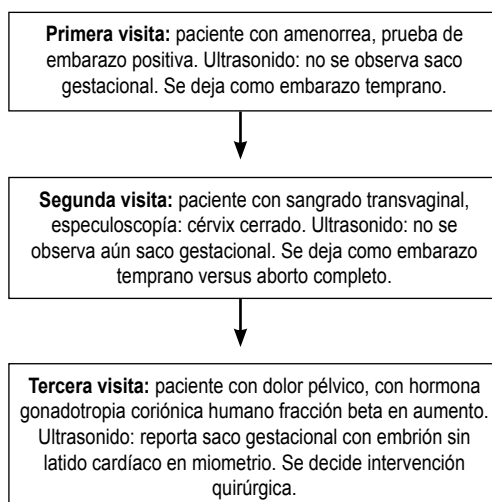 Primera visita: paciente con amenorrea, prueba de
embarazo positiva. Ultrasonido: no se observa saco
gestacional. Se deja como embarazo temprano.
Segunda visita: paciente con sangrado transvaginal,
especuloscopía: cérvix cerrado. Ultrasonido: no se
observa aún saco gestacional. Se deja como embarazo
temprano versus aborto completo.
Tercera visita: paciente con dolor pélvico, con hormona
gonadotropia coriónica humano fracción beta en aumento.
Ultrasonido: reporta saco gestacional con embrión sin
latido cardíaco en miometrio. Se decide intervención
quirúrgica.